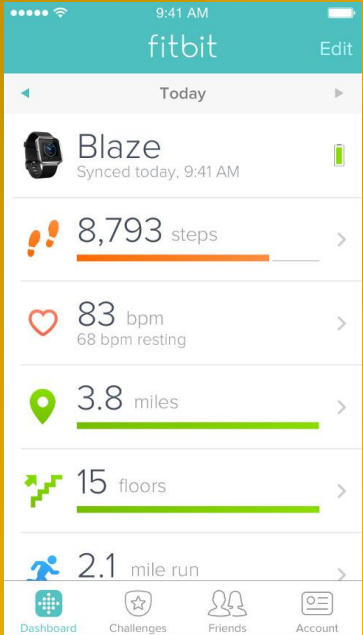 9:41 AM
fitbit
Edit
Today
Blaze
Synced today, 9:41 AM
8,793 steps
83 bpm
68 bpm resting
3.8 miles
15 floors
2.1 mile run
Dashboard Challenges Friends Account